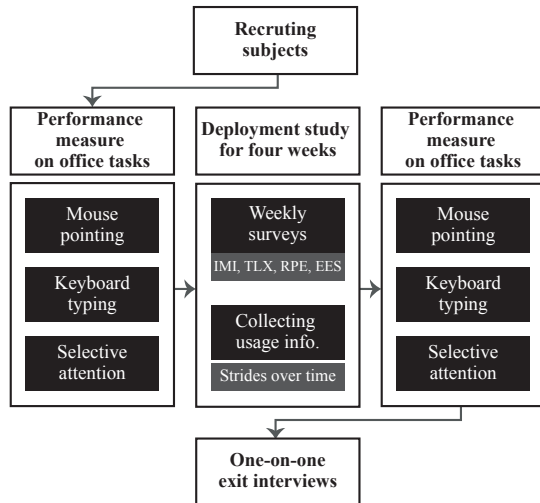 Recruting
subjects
Performance
measure
on office tasks
Mouse
pointing
Keyboard
typing
Selective
attention
Deployment study
for four weeks
Weekly
surveys
IMI, TLX, RPE, EES
Collecting
usage info.
Strides over time
Performance
measure
on office tasks
Mouse
pointing
Keyboard
typing
Selective
attention
One-on-one
exit interviews